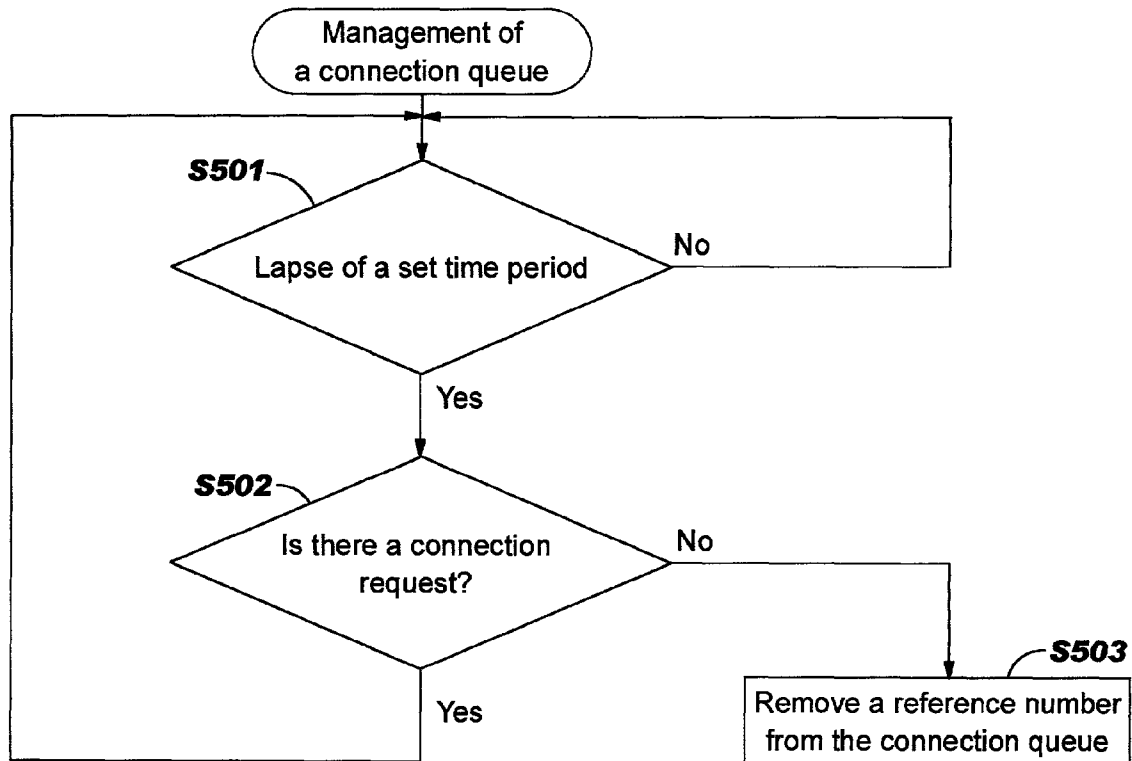 Management of
a connection queue
S501
Lapse of a set time period
No
Yes
S502
Is there a connection
request?
No
Yes
S503
Remove a reference number
from the connection queue